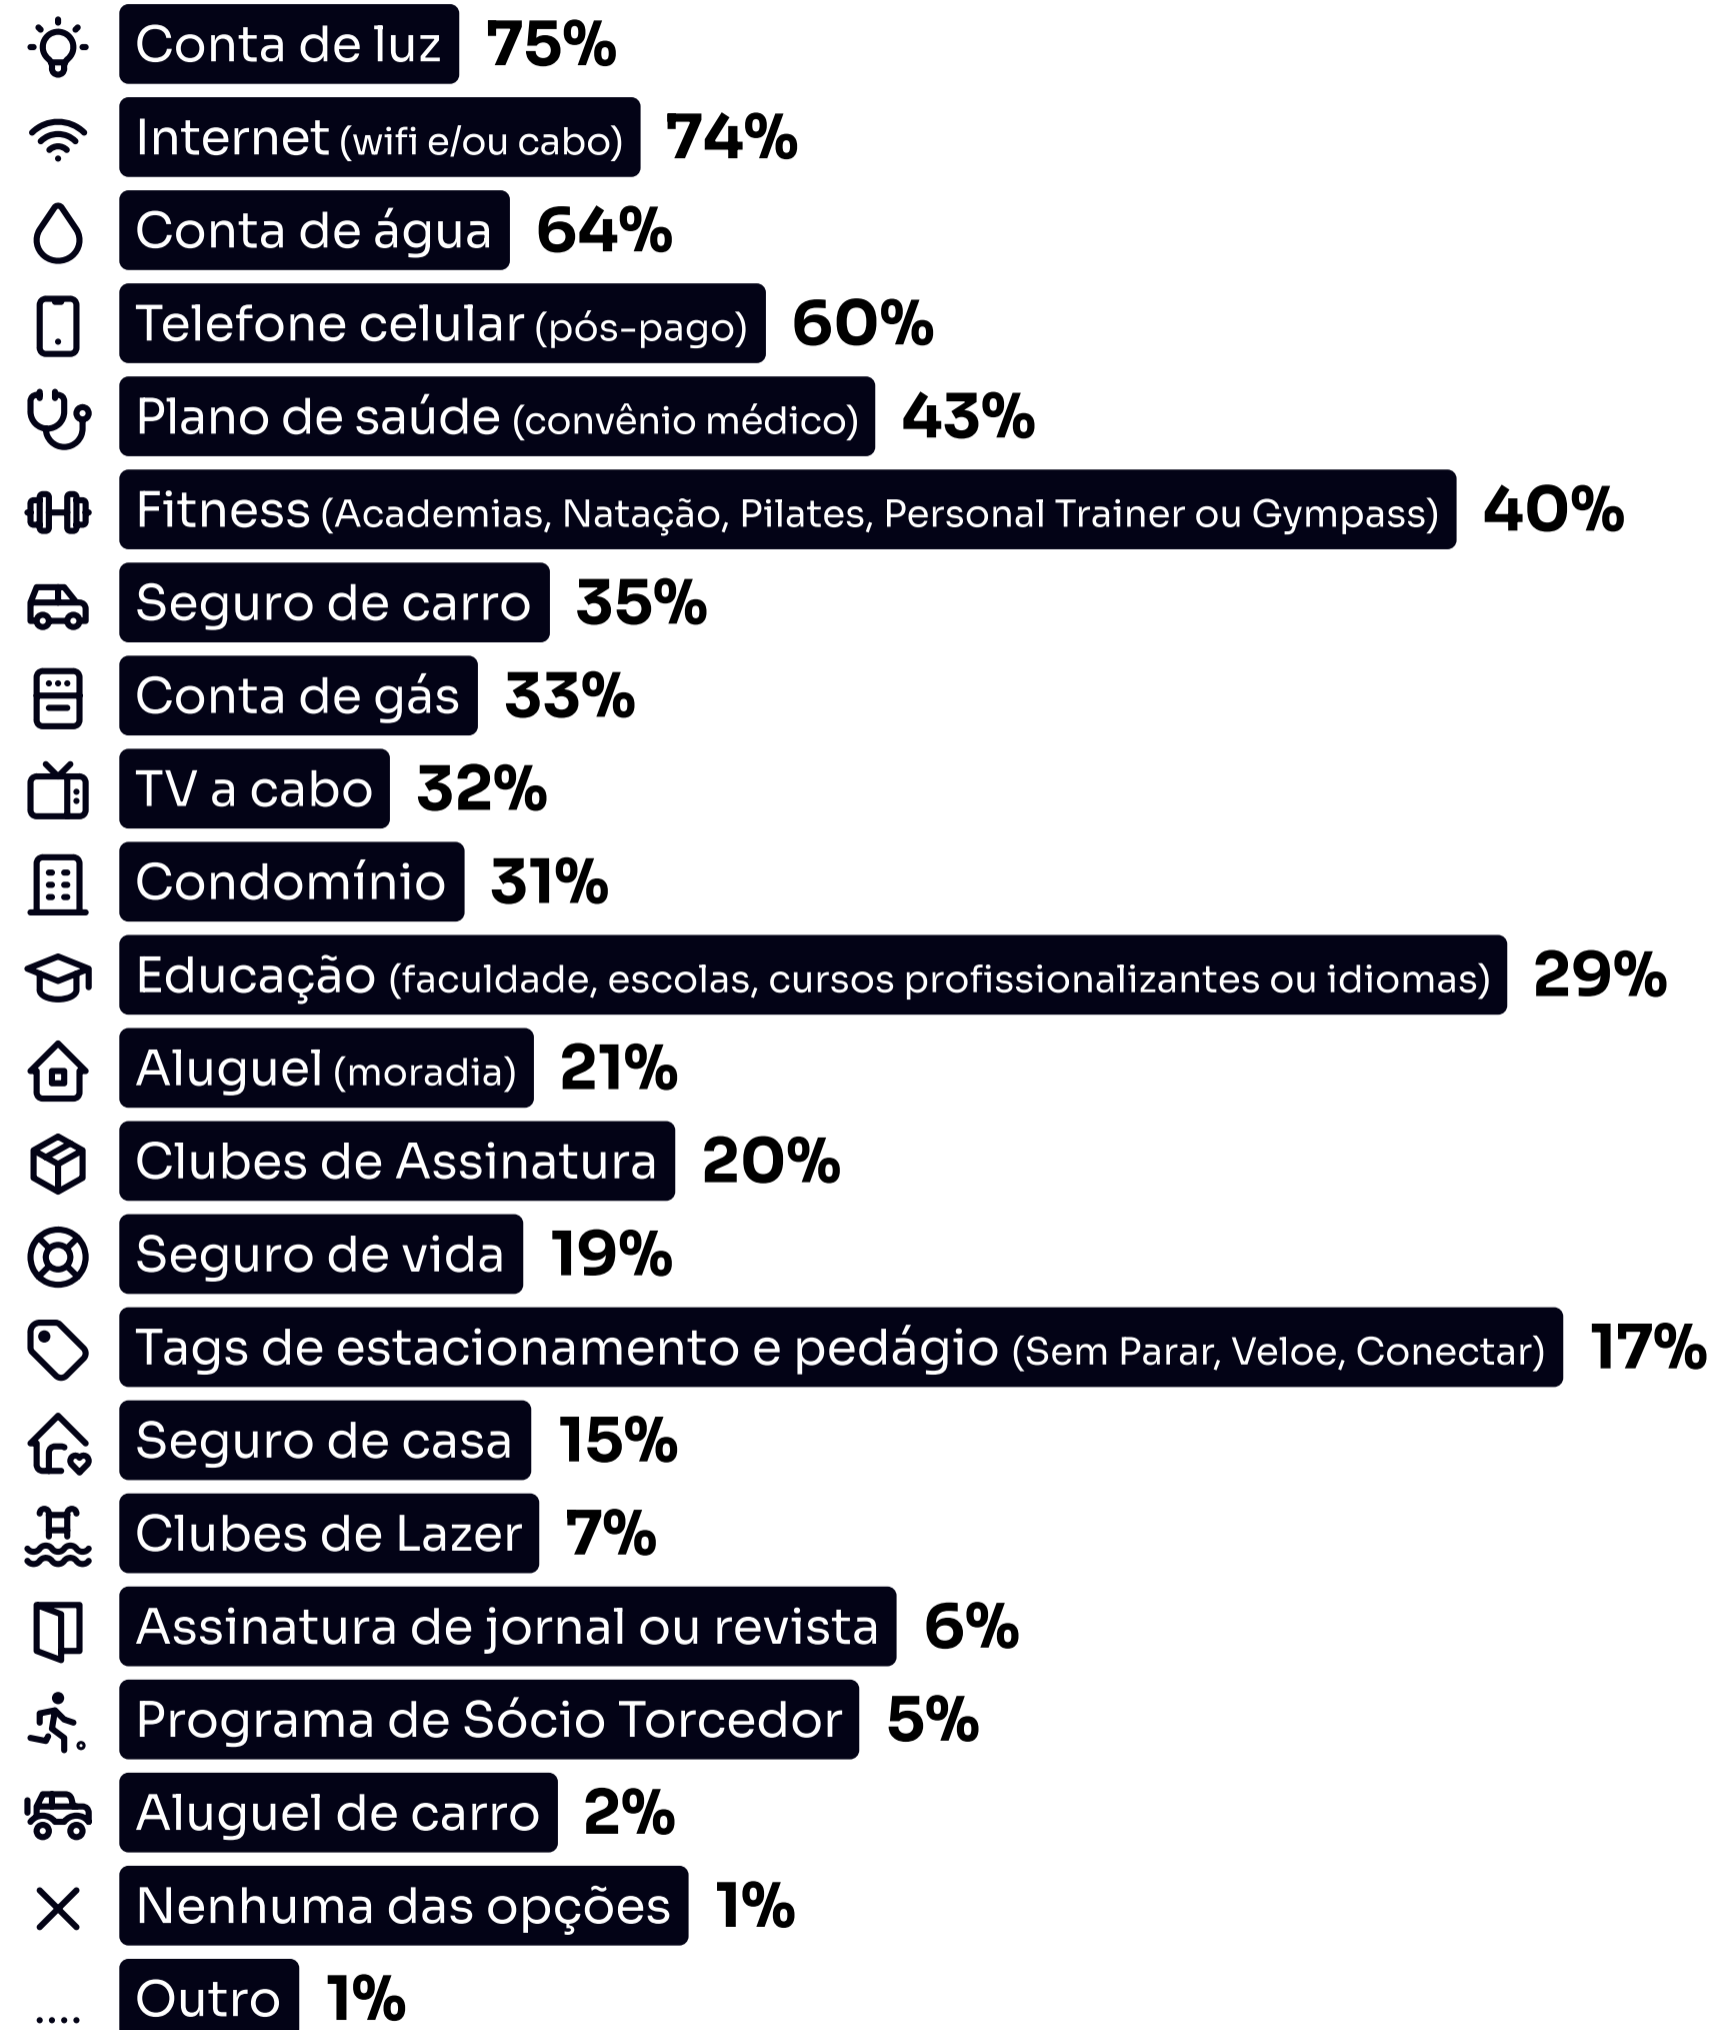 Conta de luz 75%
Internet (wifi e/ou cabo) 74%
Conta de água 64%
Telefone celular (pós-pago) 60%
Plano de saúde (convênio médico) 43%
Fitness (Academias, Natação, Pilates, Personal Trainer ou Gympass) 40%
Seguro de carro 35%
Conta de gás 33%
TV a cabo 32%
Condomínio 31%
Educação (faculdade, escolas, cursos profissionalizantes ou idiomas) 29%
Aluguel (moradia) 21%
Clubes de Assinatura 20%
Seguro de vida 19%
Tags de estacionamento e pedágio (Sem Parar, Veloe, Conectar) 17%
Seguro de casa 15%
Clubes de Lazer 7%
Assinatura de jornal ou revista 6%
Programa de Sócio Torcedor 5%
Aluguel de carro 2%
Nenhuma das opções 1%
Outro 1%